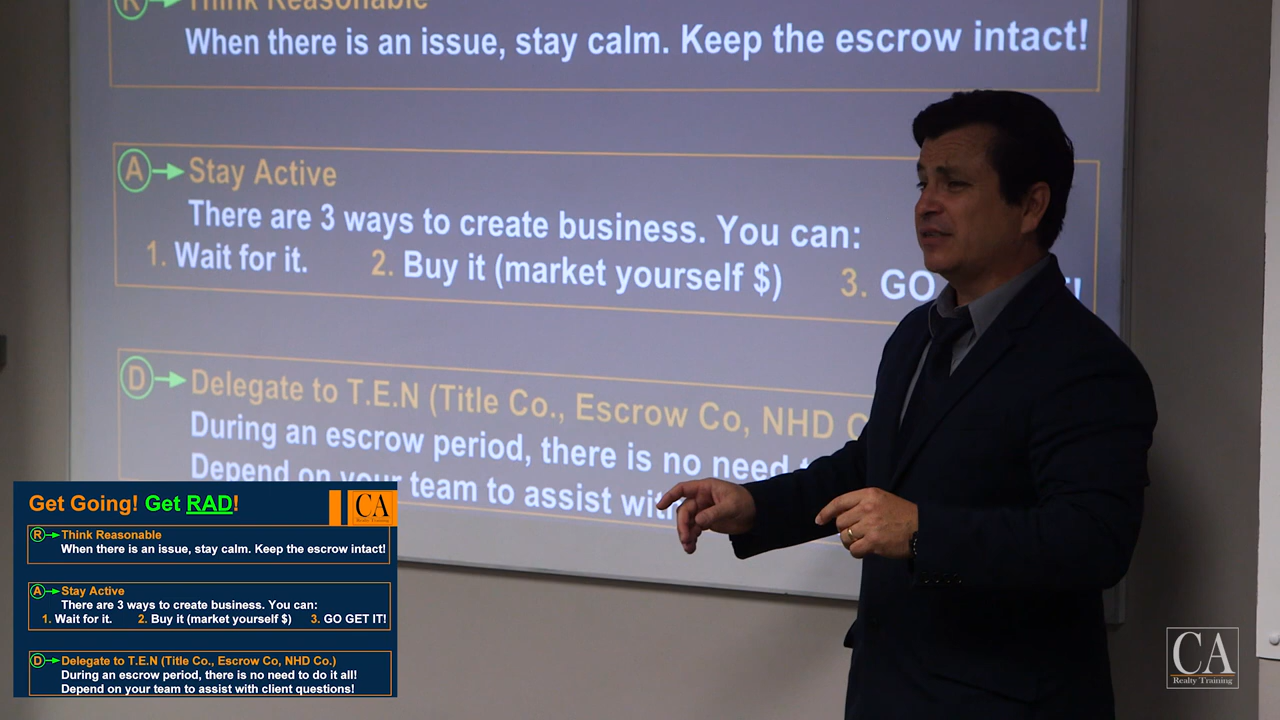 R Think Reasonable
When there is an issue, stay calm. Keep the escrow intact!
A Stay Active
There are 3 ways to create business. You can:
1. Wait for it. 2. Buy it (market yourself $) 3. GO
D Delegate to T.E.N (Title Co., Escrow Co, NHD C
During an escrow period, there is no need
Depend on your team to assist with
Get Going! Get RAD!
CA
Realty Training
R Think Reasonable
When there is an issue, stay calm. Keep the escrow intact!
A Stay Active
There are 3 ways to create business. You can:
1. Wait for it. 2. Buy it (market yourself $) 3. GO GET IT!
D Delegate to T.E.N (Title Co., Escrow Co, NHD Co.)
During an escrow period, there is no need to do it all!
Depend on your team to assist with client questions!
CA
Realty Training